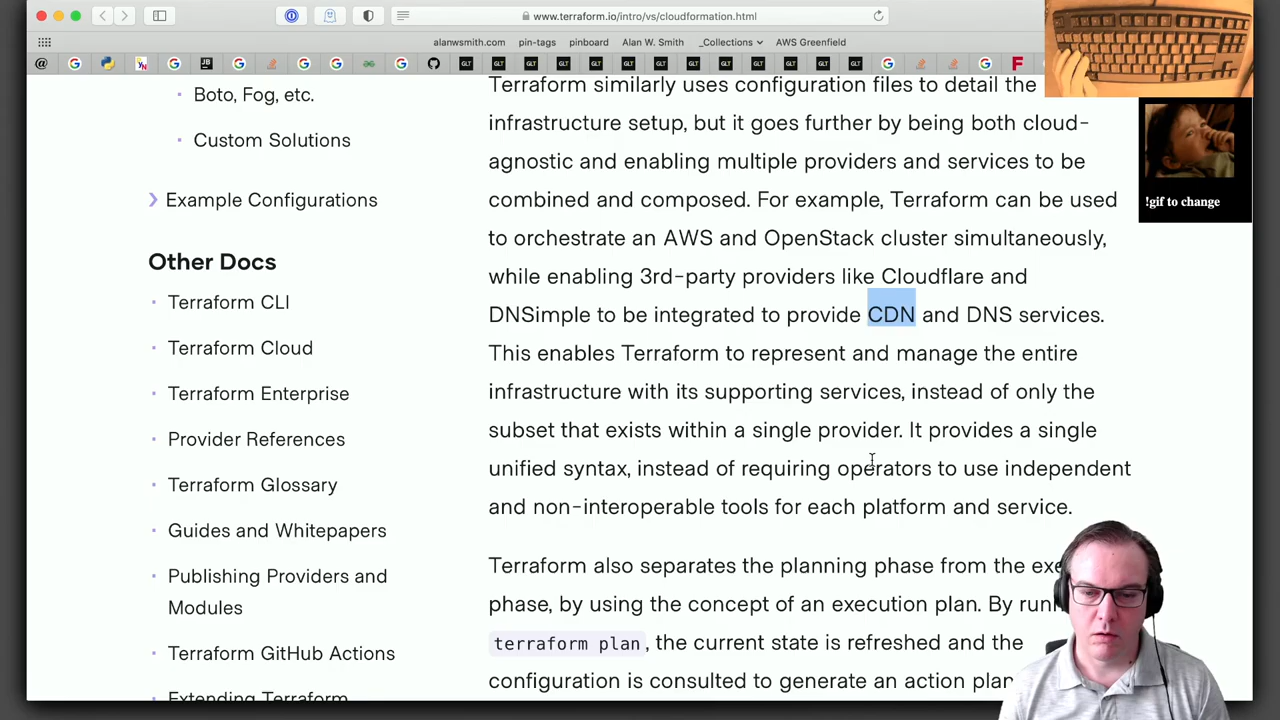 www.terraform.io/intro/vs/cloudformation.html
alanwsmith.com pin-tags pinboard Alan W. Smith _Collections AWS Greenfield
Boto, Fog, etc.
Custom Solutions
Example Configurations
Other Docs
Terraform CLI
Terraform Cloud
Terraform Enterprise
Provider References
Terraform Glossary
Guides and Whitepapers
Publishing Providers and
Modules
Terraform GitHub Actions
Extending Terraform
Terraform similarly uses configuration files to detail the
infrastructure setup, but it goes further by being both cloud-
agnostic and enabling multiple providers and services to be
combined and composed. For example, Terraform can be used
to orchestrate an AWS and OpenStack cluster simultaneously,
while enabling 3rd-party providers like Cloudflare and
DNSimple to be integrated to provide CDN and DNS services.
This enables Terraform to represent and manage the entire
infrastructure with its supporting services, instead of only the
subset that exists within a single provider. It provides a single
unified syntax, instead of requiring operators to use independent
and non-interoperable tools for each platform and service.
Terraform also separates the planning phase from the exe
phase, by using the concept of an execution plan. By runn
terraform plan, the current state is refreshed and the
configuration is consulted to generate an action plan
!gif to change